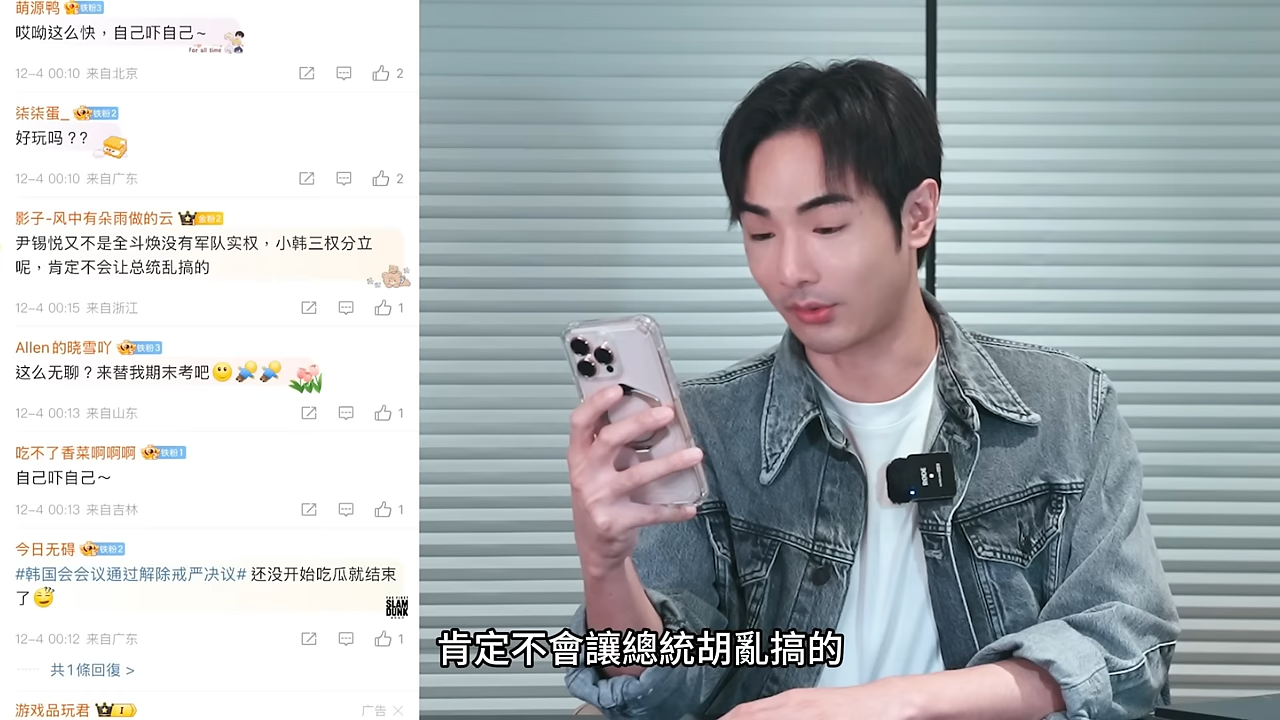 萌源鸭 铁粉3
哎呦这么快，自己吓自己~
For all time
12-4 00:10 来自北京
2
柒柒蛋_ 铁粉2
好玩吗？？
12-4 00:10 来自广东
2
影子-风中有朵雨做的云 金粉2
尹锡悦又不是全斗焕没有军队实权，小韩三权分立
呢，肯定不会让总统乱搞的
12-4 00:15 来自浙江
1
Allen的晓雪吖 铁粉3
这么无聊？来替我期末考吧
12-4 00:13 来自山东
1
吃不了香菜啊啊啊 铁粉1
自己吓自己～
12-4 00:13 来自吉林
1
今日无碍 铁粉2
#韩国会会议通过解除戒严决议# 还没开始吃瓜就结束
了
THE FIRST
SLAM
DUNK
12-4 00:12 来自广东
1
共1條回復 >
游戏品玩君 I
广告
RODE
肯定不會讓總統胡亂搞的